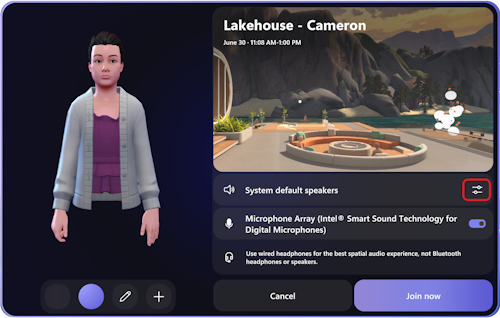 Lakehouse - Cameron
June 30 · 11:08 AM-1:00 PM
System default speakers
Microphone Array (Intel® Smart Sound Technology for
Digital Microphones)
Use wired headphones for the best spatial audio experience, not Bluetooth
headphones or speakers.
Cancel
Join now